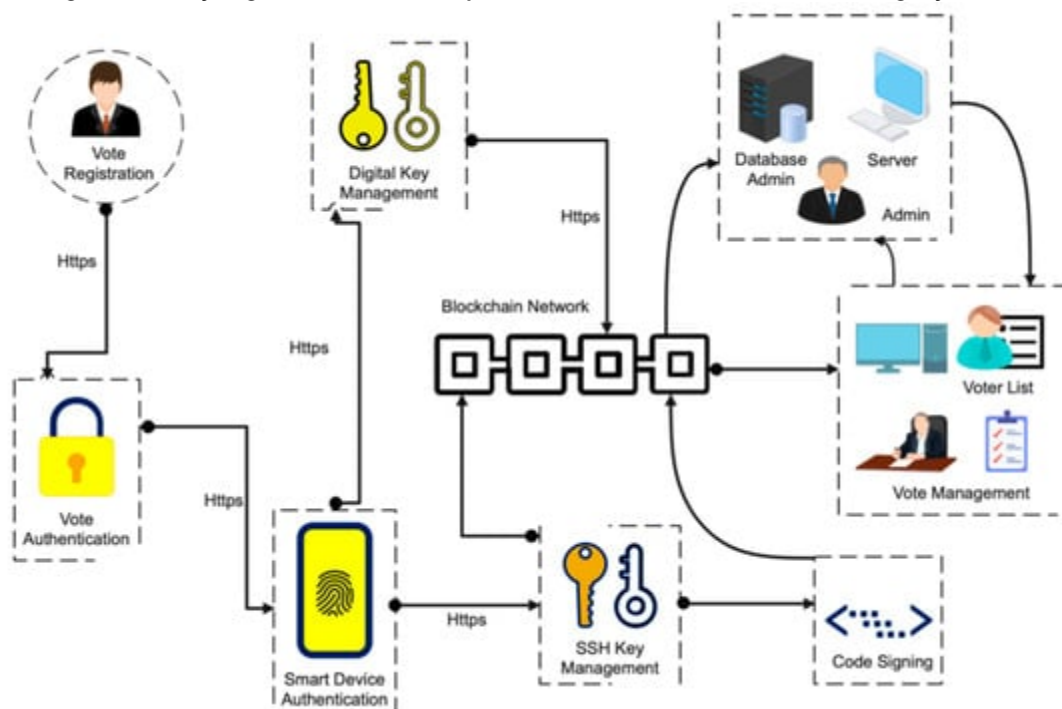 Vote
Registration
Https
Digital Key
Management
Https
Database
Admin
Server
Admin
Blockchain Network
Https
Voter List
Vote Management
Vote
Authentication
Https
Smart Device
Authentication
Https
SSH Key
Management
Code Signing